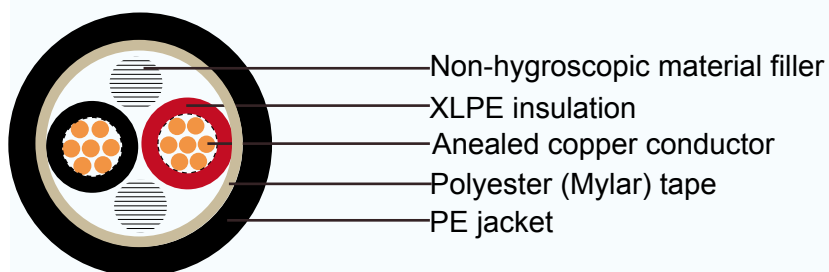 Non-hygroscopic material filler
XLPE insulation
Anealed copper conductor
Polyester (Mylar) tape
PE jacket